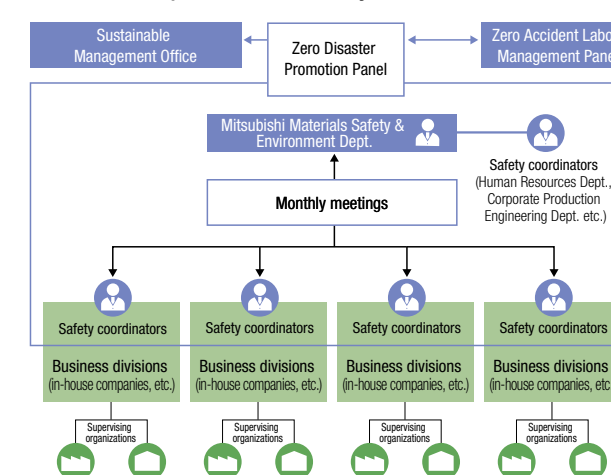 Sustainable
Management Office
Zero Disaster
Promotion Panel
Zero Accident
Management
Mitsubishi Materials Safety &
Environment Dept.
Safety coordinators
(Human Resources Dept.,
Corporate Production
Engineering Dept. etc.)
Monthly meetings
Safety coordinators
Business divisions
(in-house companies, etc.)
Supervising
organizations
Safety coordinators
Business divisions
(in-house companies, etc.)
Supervising
organizations
Safety coordinators
Business divisions
(in-house companies, etc.)
Supervising
organizations
Safety coordinators
Business divisions
(in-house companies, etc
Supervising
organizations